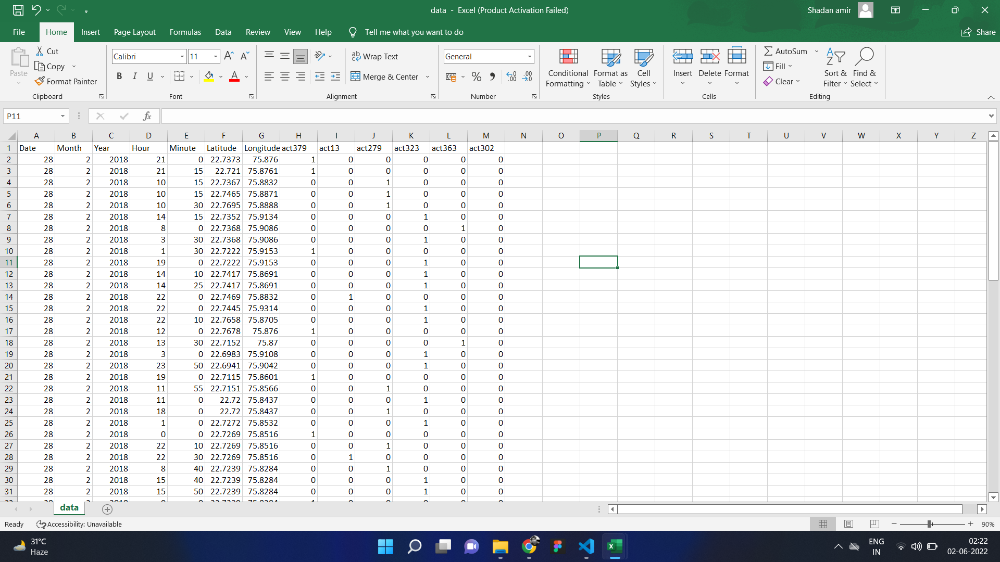 data - Excel (Product Activation Failed)
Shadan amir
File Home Insert Page Layout Formulas Data Review View Help Tell me what you want to do Share
Paste Cut Copy Format Painter Clipboard
Calibri 11 B I U Font
Wrap Text Merge & Center Alignment
General Number
Conditional Formatting Format as Table Cell Styles Styles
Insert Delete Format Cells
AutoSum Fill Clear Sort & Filter Find & Select Editing
P11 fx
A B C D E F G H I J K L M N O P Q R S T U V W X Y Z
1 Date Month Year Hour Minute Latitude Longitude act379 act13 act279 act323 act363 act302
2 28 2 2018 21 0 22.7373 75.876 1 0 0 0 0 0
3 28 2 2018 21 15 22.721 75.8761 1 0 0 0 0 0
4 28 2 2018 10 15 22.7367 75.8832 0 0 1 0 0 0
5 28 2 2018 10 15 22.7465 75.8871 0 0 1 0 0 0
6 28 2 2018 10 30 22.7695 75.8888 0 0 1 0 0 0
7 28 2 2018 14 15 22.7352 75.9134 0 0 0 1 0 0
8 28 2 2018 8 0 22.7368 75.9086 0 0 0 0 1 0
9 28 2 2018 3 30 22.7368 75.9086 0 0 0 1 0 0
10 28 2 2018 1 30 22.7222 75.9153 1 0 0 0 0 0
11 28 2 2018 19 0 22.7222 75.9153 0 0 0 1 0 0
12 28 2 2018 14 10 22.7417 75.8691 0 0 0 1 0 0
13 28 2 2018 14 25 22.7417 75.8691 0 0 0 1 0 0
14 28 2 2018 22 0 22.7469 75.8832 0 1 0 0 0 0
15 28 2 2018 22 0 22.7445 75.9314 0 0 0 1 0 0
16 28 2 2018 22 10 22.7658 75.8705 0 0 0 1 0 0
17 28 2 2018 12 0 22.7678 75.876 1 0 0 0 0 0
18 28 2 2018 13 30 22.7152 75.87 0 0 0 0 1 0
19 28 2 2018 3 0 22.6983 75.9108 0 0 0 1 0 0
20 28 2 2018 23 50 22.6941 75.9042 0 0 0 1 0 0
21 28 2 2018 19 0 22.7115 75.8601 1 0 0 0 0 0
22 28 2 2018 11 55 22.7151 75.8566 0 0 1 0 0 0
23 28 2 2018 11 0 22.72 75.8437 0 0 0 1 0 0
24 28 2 2018 18 0 22.72 75.8437 0 0 1 0 0 0
25 28 2 2018 1 0 22.7272 75.8532 0 0 0 1 0 0
26 28 2 2018 0 0 22.7269 75.8516 1 0 0 0 0 0
27 28 2 2018 22 10 22.7269 75.8516 0 0 1 0 0 0
28 28 2 2018 22 30 22.7269 75.8516 0 1 0 0 0 0
29 28 2 2018 8 40 22.7239 75.8284 0 0 1 0 0 0
30 28 2 2018 15 40 22.7239 75.8284 0 0 0 1 0 0
31 28 2 2018 15 50 22.7239 75.8284 0 0 0 1 0 0
data
Ready Accessibility: Unavailable 90%
31°C
Haze
ENG
IN
02:22
02-06-2022